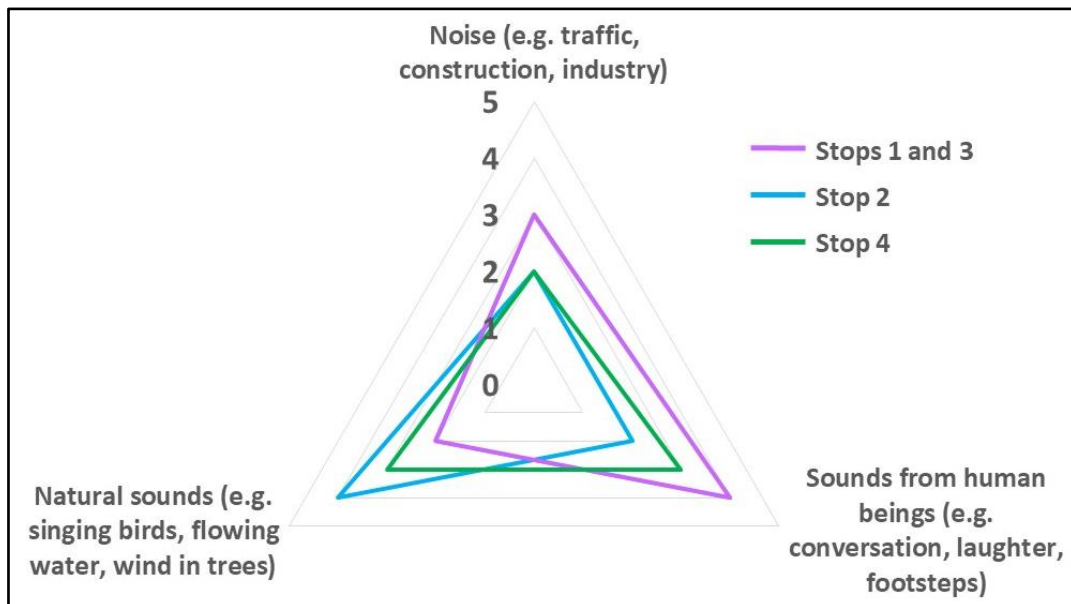 Noise (e.g. traffic,
construction, industry)
5
4
3
2
1
0
Stops 1 and 3
Stop 2
Stop 4
Natural sounds (e.g.
singing birds, flowing
water, wind in trees)
Sounds from human
beings (e.g.
conversation, laughter,
footsteps)